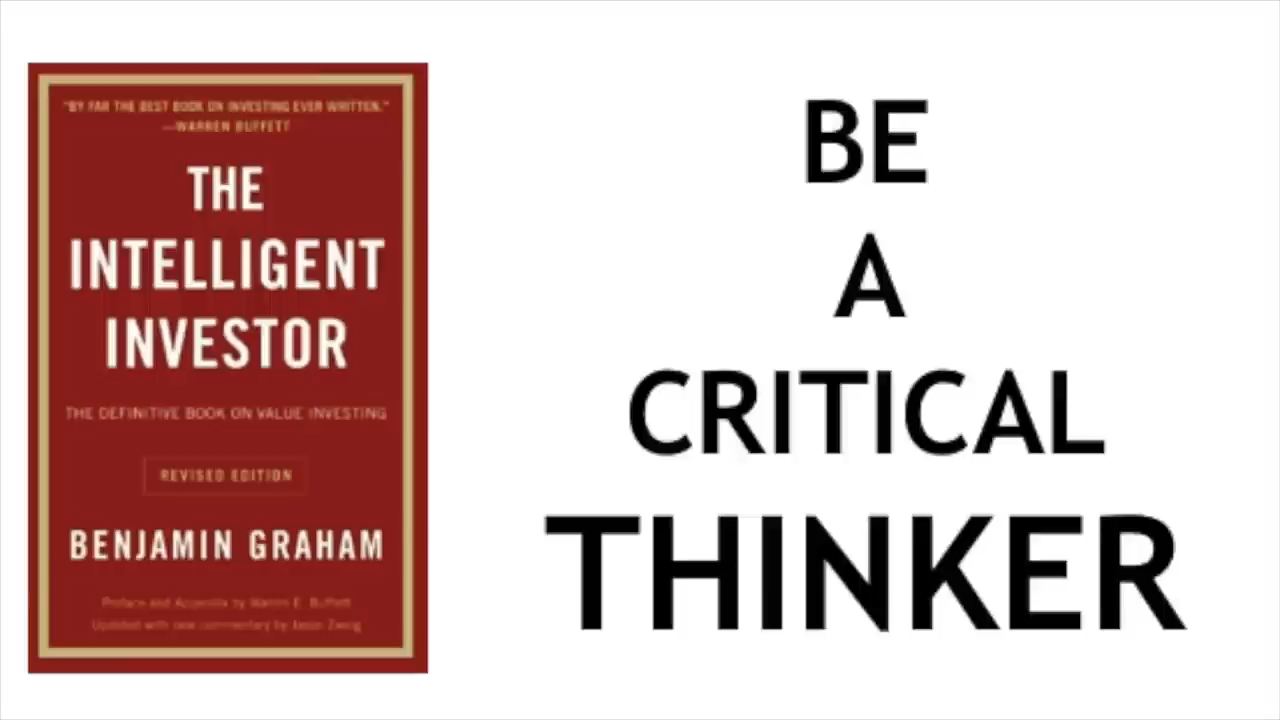 "BY FAR THE BEST BOOK ON INVESTING EVER WRITTEN."
—WARREN BUFFETT
THE
INTELLIGENT
INVESTOR
THE DEFINITIVE BOOK ON VALUE INVESTING
REVISED EDITION
BENJAMIN GRAHAM
Preface and Appendix by Warren E. Buffett
Updated with new commentary by Jason Zweig
BE
A
CRITICAL
THINKER